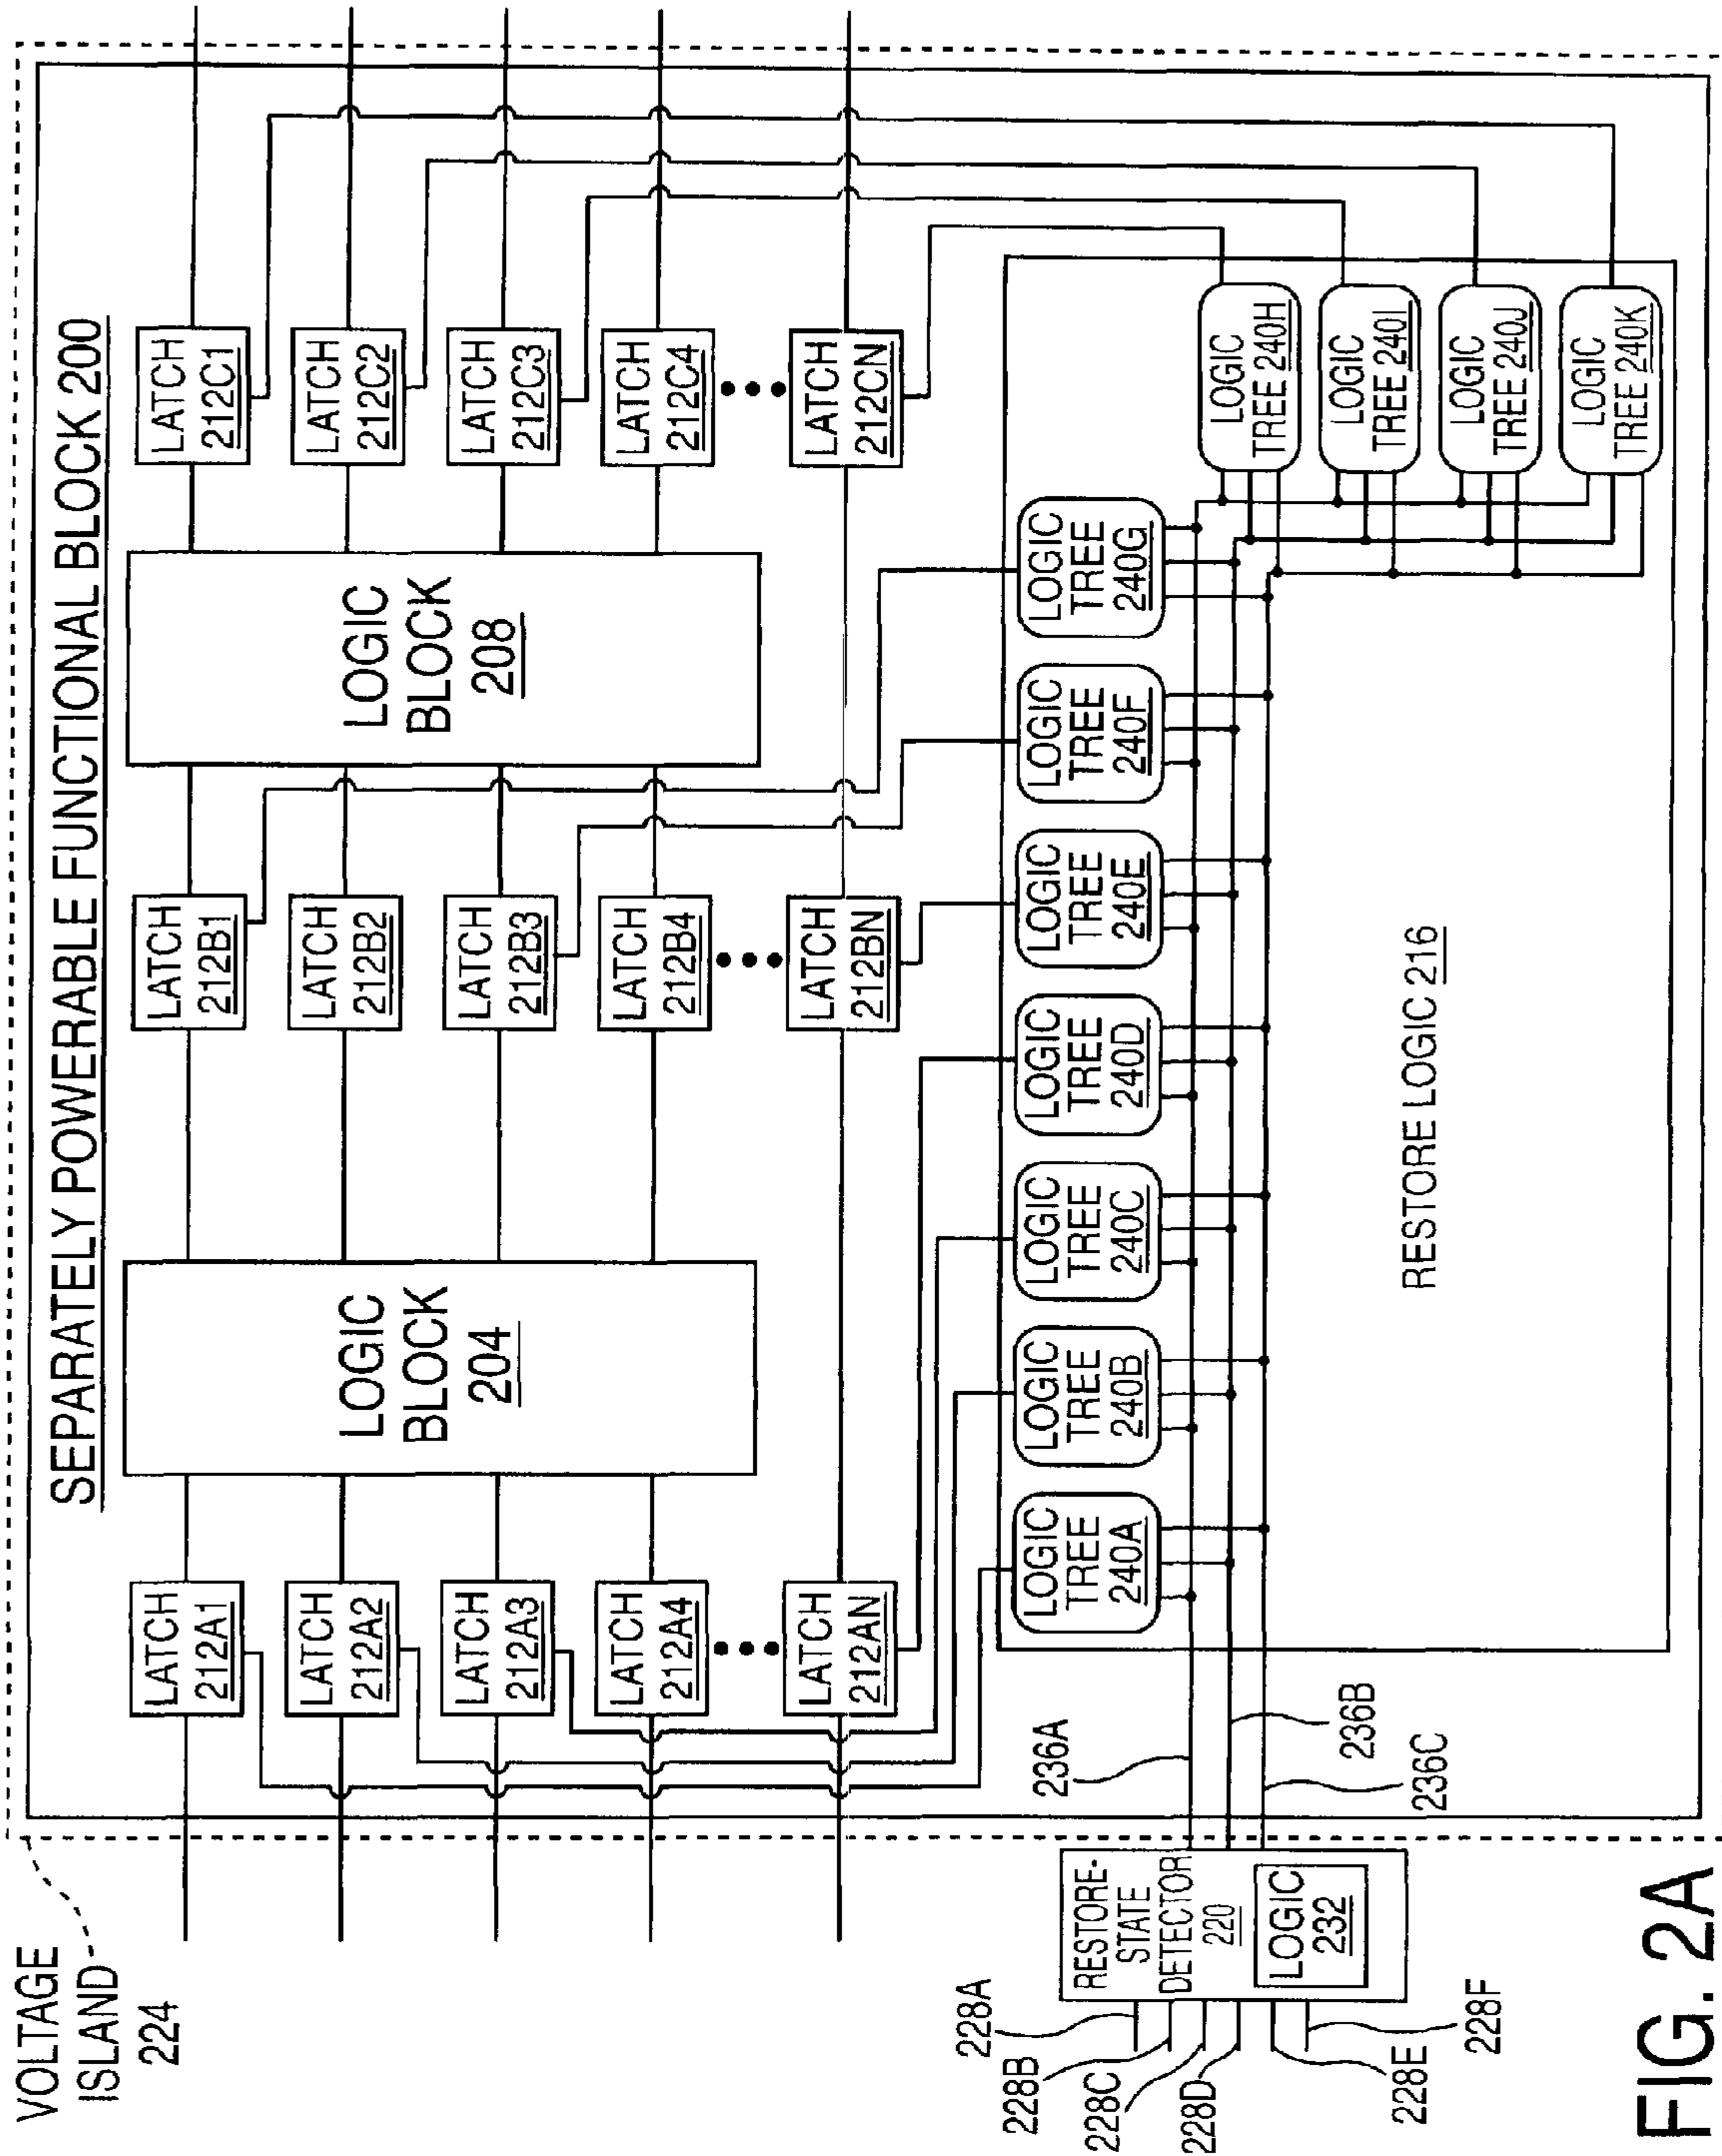 VOLTAGE
ISLAND
224
SEPARATELY POWERABLE FUNCTIONAL BLOCK 200
LATCH
212A1
LATCH
212A2
LATCH
212A3
LATCH
212A4
LATCH
212AN
LOGIC
BLOCK
204
LATCH
212B1
LATCH
212B2
LATCH
212B3
LATCH
212B4
LATCH
212BN
LOGIC
BLOCK
208
LATCH
212C1
LATCH
212C2
LATCH
212C3
LATCH
212C4
LATCH
212CN
LOGIC
TREE
240A
LOGIC
TREE
240B
LOGIC
TREE
240C
LOGIC
TREE
240D
LOGIC
TREE
240E
LOGIC
TREE
240F
LOGIC
TREE
240G
LOGIC
TREE 240H
LOGIC
TREE 240I
LOGIC
TREE 240J
LOGIC
TREE 240K
RESTORE LOGIC 216
236A
236B
236C
RESTORE-
STATE
DETECTOR
220
LOGIC
232
228A
228B
228C
228D
228E
228F
FIG. 2A